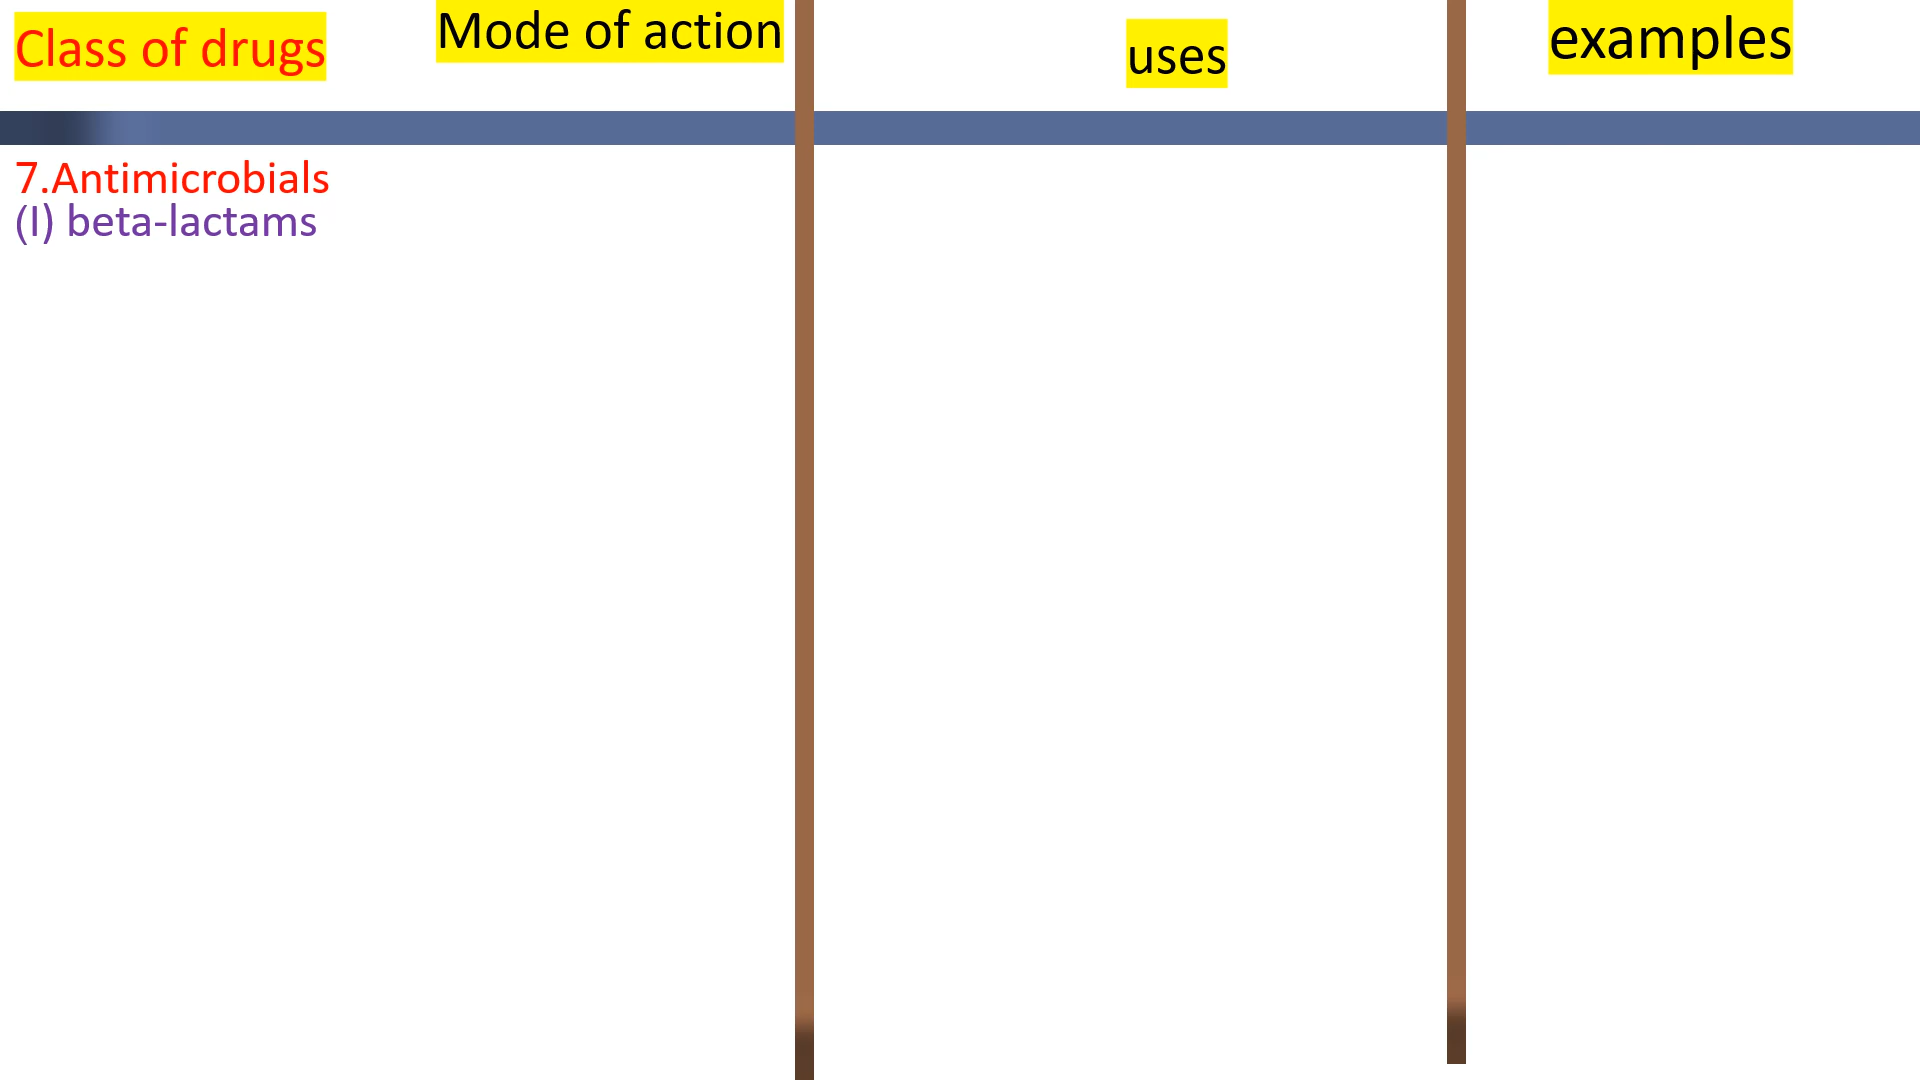 Class of drugs
Mode of action
uses
examples
7.Antimicrobials
(I) beta-lactams